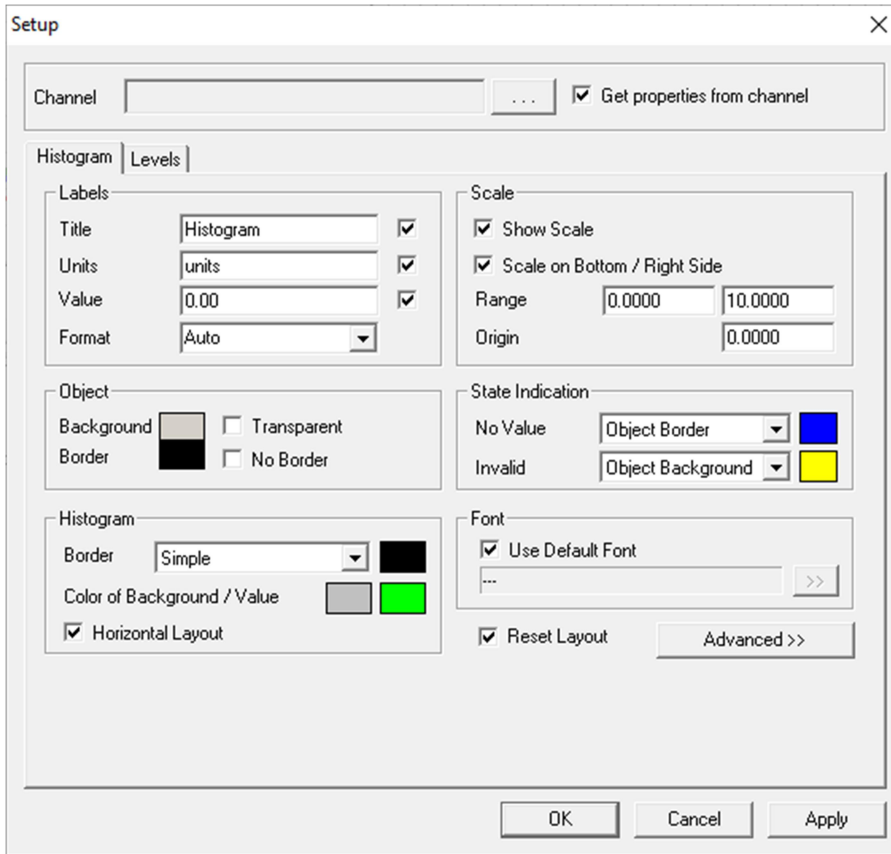 Setup
Channel ... Get properties from channel
Histogram Levels
Labels
Title Histogram
Units units
Value 0.00
Format Auto
Scale
Show Scale
Scale on Bottom / Right Side
Range 0.0000 10.0000
Origin 0.0000
Object
Background Transparent
Border No Border
State Indication
No Value Object Border
Invalid Object Background
Histogram
Border Simple
Color of Background / Value
Horizontal Layout
Font
Use Default Font
--- >>
Reset Layout Advanced >>
OK Cancel Apply